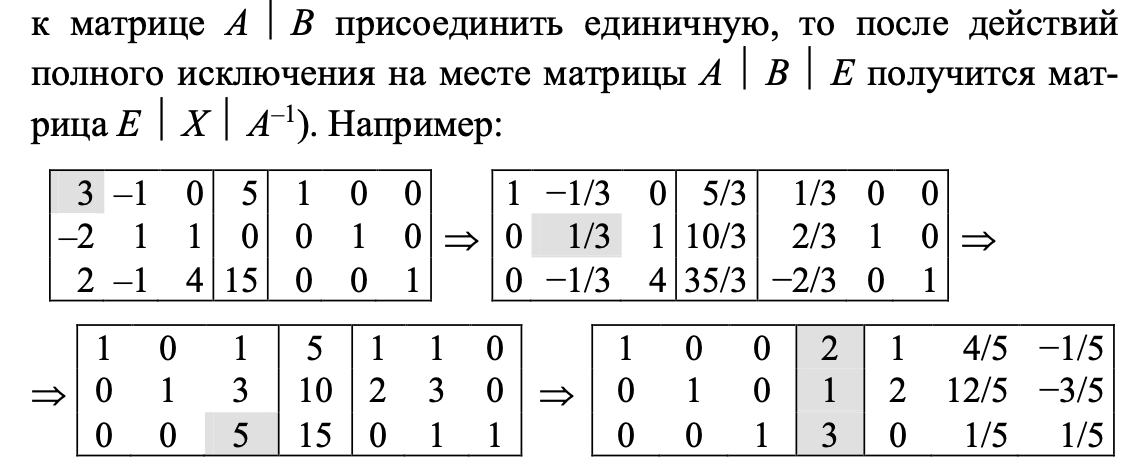 к матрице A | B присоединить единичную, то после действий
полного исключения на месте матрицы A | B | E получится мат-
рица E | X | A⁻¹). Например:
3 –1 0 | 5 | 1 0 0 | 1 −1/3 0 | 5/3 | 1/3 0 0
–2 1 1 | 0 | 0 1 0 ⇒ 0 1/3 1 | 10/3 | 2/3 1 0 ⇒
2 –1 4 | 15 | 0 0 1 | 0 −1/3 4 | 35/3 | −2/3 0 1
1 0 1 | 5 | 1 1 0 | 1 0 0 | 2 | 1 4/5 −1/5
⇒ 0 1 3 | 10 | 2 3 0 ⇒ 0 1 0 | 1 | 2 12/5 −3/5
0 0 5 | 15 | 0 1 1 | 0 0 1 | 3 | 0 1/5 1/5